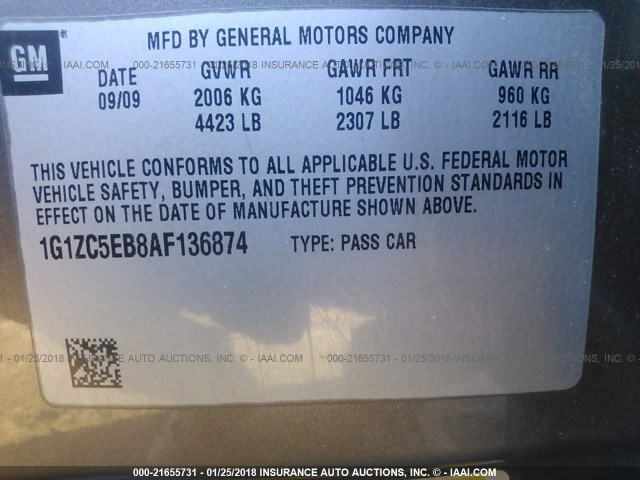 GM
MFD BY GENERAL MOTORS COMPANY
DATE GVWR GAWR FRT GAWR RR
09/09 2006 KG 1046 KG 960 KG
4423 LB 2307 LB 2116 LB
THIS VEHICLE CONFORMS TO ALL APPLICABLE U.S. FEDERAL MOTOR
VEHICLE SAFETY, BUMPER, AND THEFT PREVENTION STANDARDS IN
EFFECT ON THE DATE OF MANUFACTURE SHOWN ABOVE.
1G1ZC5EB8AF136874 TYPE: PASS CAR
000-21655731 - 01/25/2018 INSURANCE AUTO AUCTIONS, INC. © - IAAI.COM